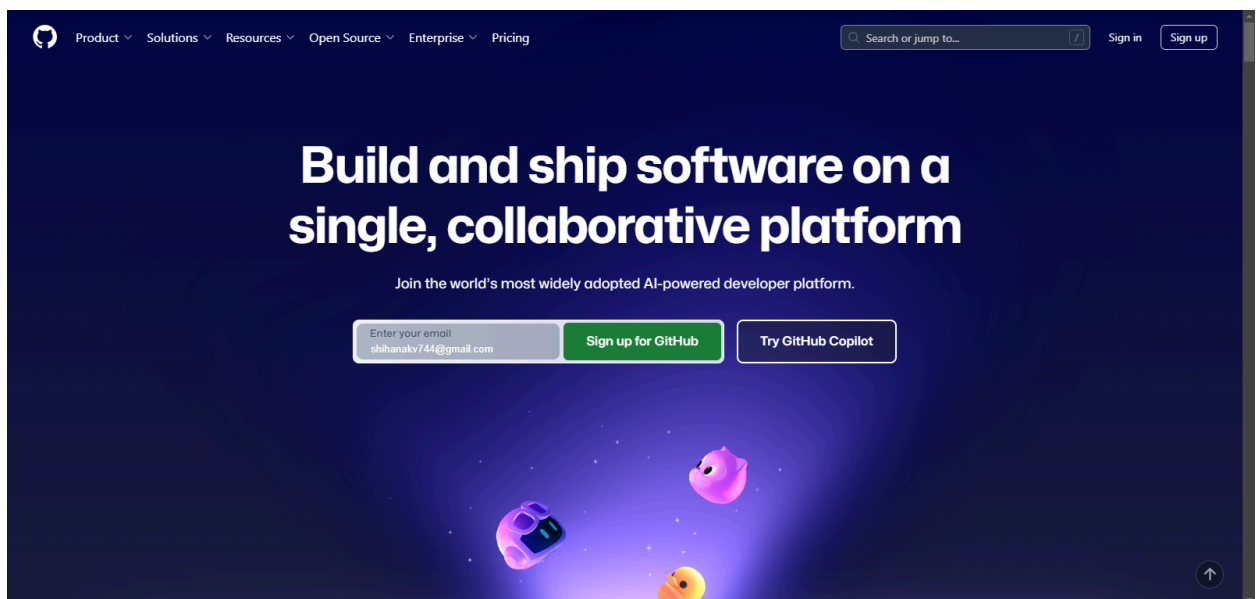 Product Solutions Resources Open Source Enterprise Pricing Search or jump to... / Sign in Sign up
Build and ship software on a
single, collaborative platform
Join the world's most widely adopted AI-powered developer platform.
Enter your email
shihanakv744@gmail.com
Sign up for GitHub Try GitHub Copilot